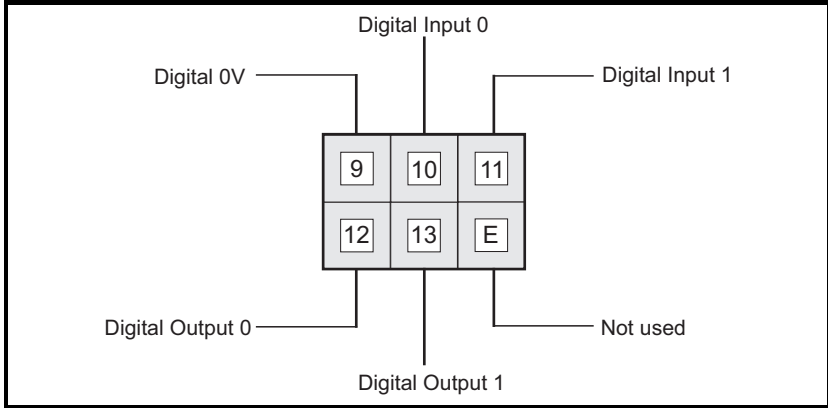 Digital Input 0
Digital 0V
Digital Input 1
9 10 11
12 13 E
Digital Output 0
Not used
Digital Output 1